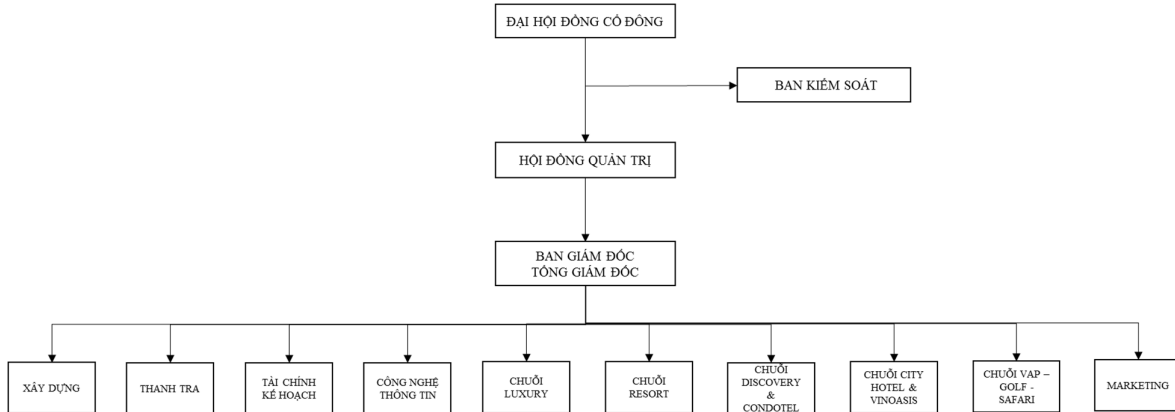 ĐẠI HỘI ĐỒNG CỔ ĐÔNG
BAN KIỂM SOÁT
HỘI ĐỒNG QUẢN TRỊ
BAN GIÁM ĐỐC
TỔNG GIÁM ĐỐC
XÂY DỰNG
THANH TRA
TÀI CHÍNH
KẾ HOẠCH
CÔNG NGHỆ
THÔNG TIN
CHUỖI
LUXURY
CHUỖI
RESORT
CHUỖI
DISCOVERY
&
CONDOTEL
CHUỖI CITY
HOTEL &
VINOASIS
CHUỖI VAP –
GOLF -
SAFARI
MARKETING